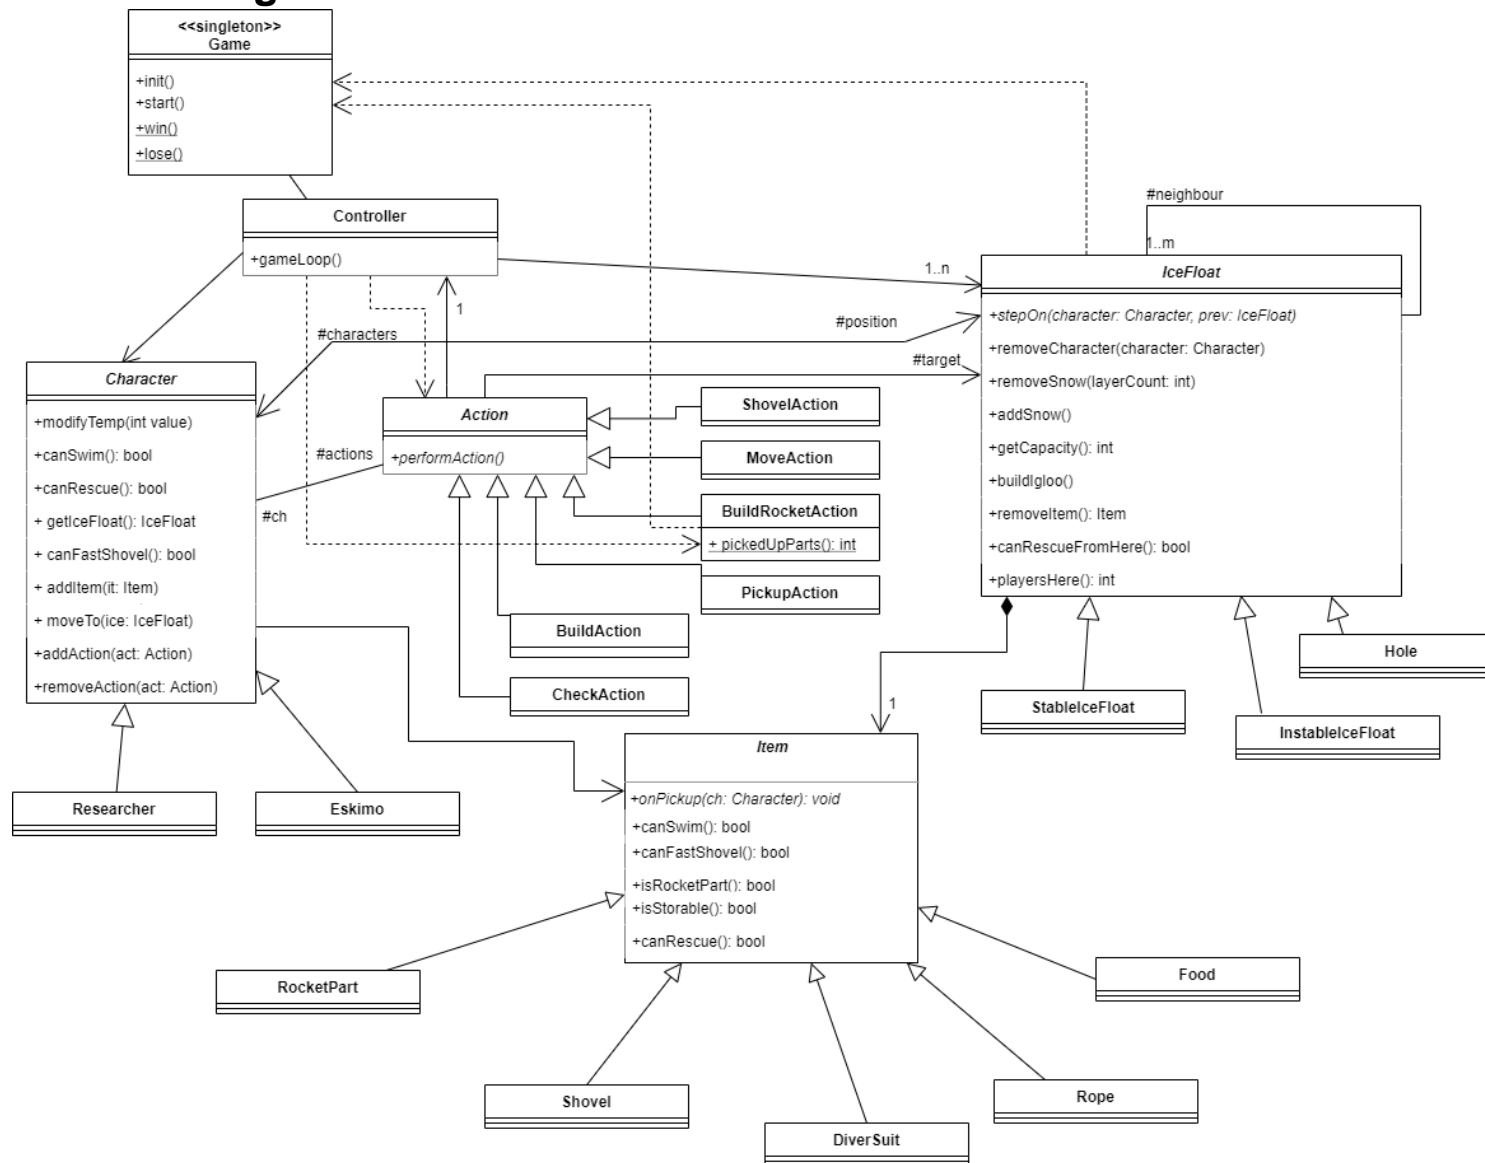 <<singleton>>
Game
+init()
+start()
+win()
+lose()
Controller
+gameLoop()
#neighbour
1..m
1..n
IceFloat
+stepOn(character: Character, prev: IceFloat)
+removeCharacter(character: Character)
+removeSnow(layerCount: int)
+addSnow()
+getCapacity(): int
+buildIgloo()
+removeItem(): Item
+canRescueFromHere(): bool
+playersHere(): int
1
#characters
#position
#target
Character
+modifyTemp(int value)
+canSwim(): bool
+canRescue(): bool
+ getIceFloat(): IceFloat
+ canFastShovel(): bool
+ addItem(it: Item)
+ moveTo(ice: IceFloat)
+addAction(act: Action)
+removeAction(act: Action)
#actions
#ch
Action
+performAction()
ShovelAction
MoveAction
BuildRocketAction
+ pickedUpParts(): int
PickupAction
BuildAction
CheckAction
Hole
StableIceFloat
InstableIceFloat
1
Researcher
Eskimo
Item
+onPickup(ch: Character): void
+canSwim(): bool
+canFastShovel(): bool
+isRocketPart(): bool
+isStorable(): bool
+canRescue(): bool
RocketPart
Food
Shovel
Rope
DiverSuit